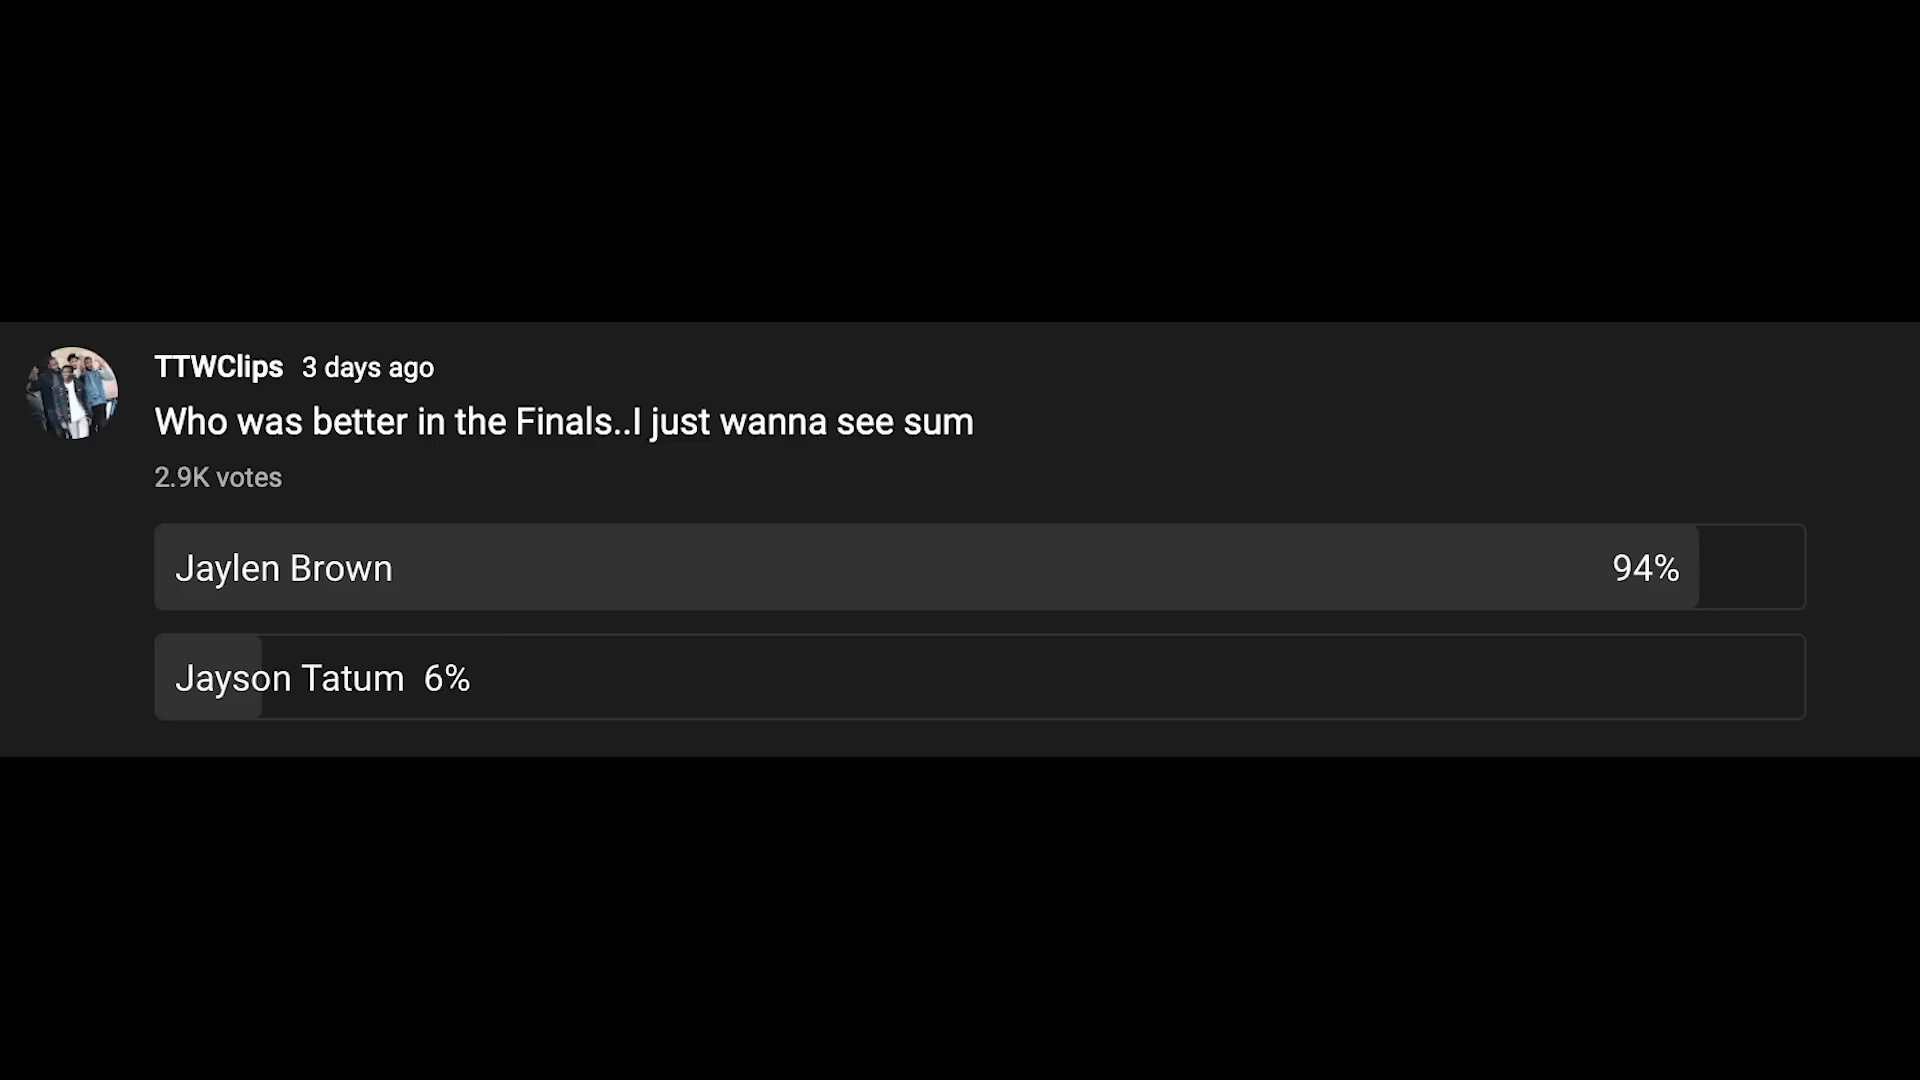 TTWClips 3 days ago
Who was better in the Finals..I just wanna see sum
2.9K votes
Jaylen Brown 94%
Jayson Tatum 6%